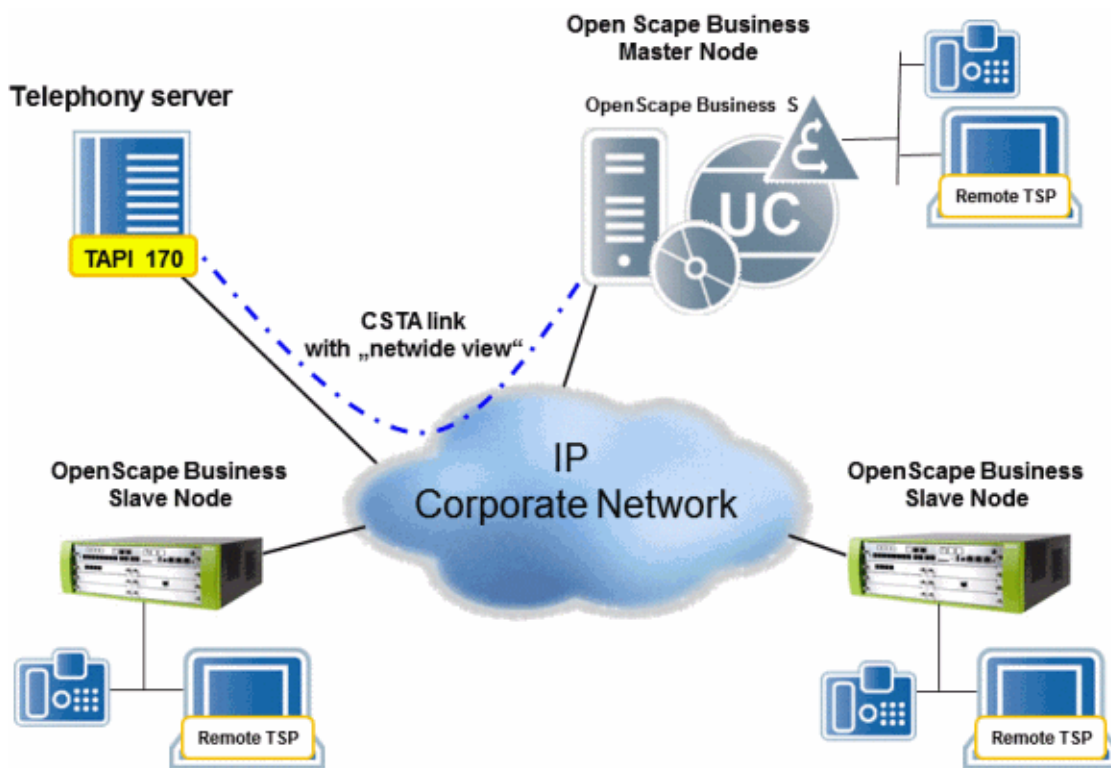 Open Scape Business
Master Node
Telephony server
OpenScape Business S
UC
Remote TSP
TAPI 170
CSTA link
with „netwide view“
IP
Corporate Network
OpenScape Business
Slave Node
OpenScape Business
Slave Node
Remote TSP
Remote TSP